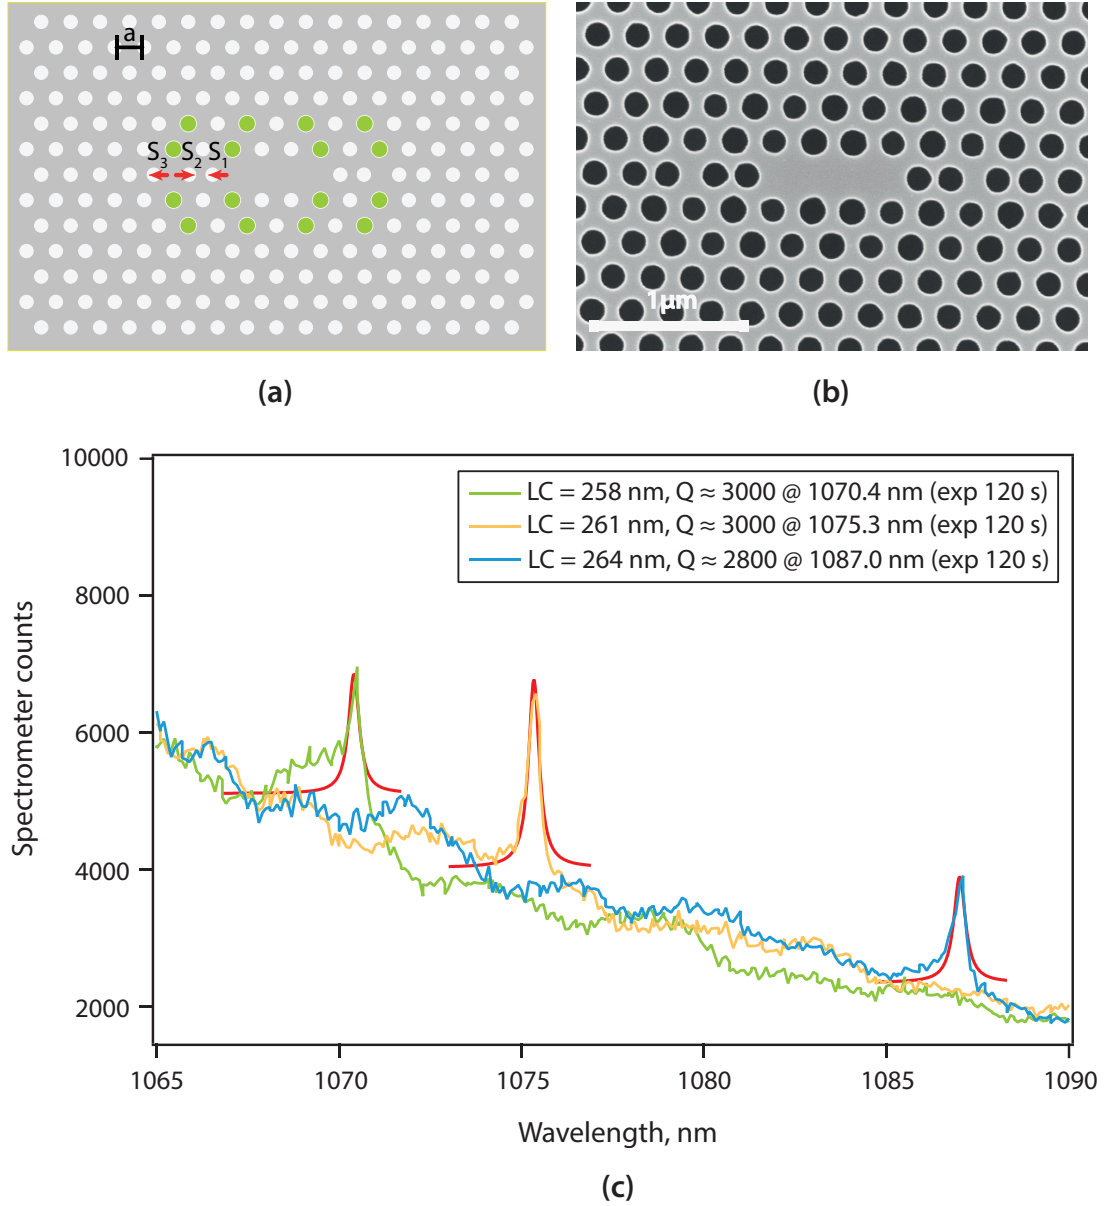 a
S3 S2 S1
1µm
(a)
(b)
10000
8000
6000
4000
2000
Spectrometer counts
LC = 258 nm, Q ≈ 3000 @ 1070.4 nm (exp 120 s)
LC = 261 nm, Q ≈ 3000 @ 1075.3 nm (exp 120 s)
LC = 264 nm, Q ≈ 2800 @ 1087.0 nm (exp 120 s)
1065 1070 1075 1080 1085 1090
Wavelength, nm
(c)